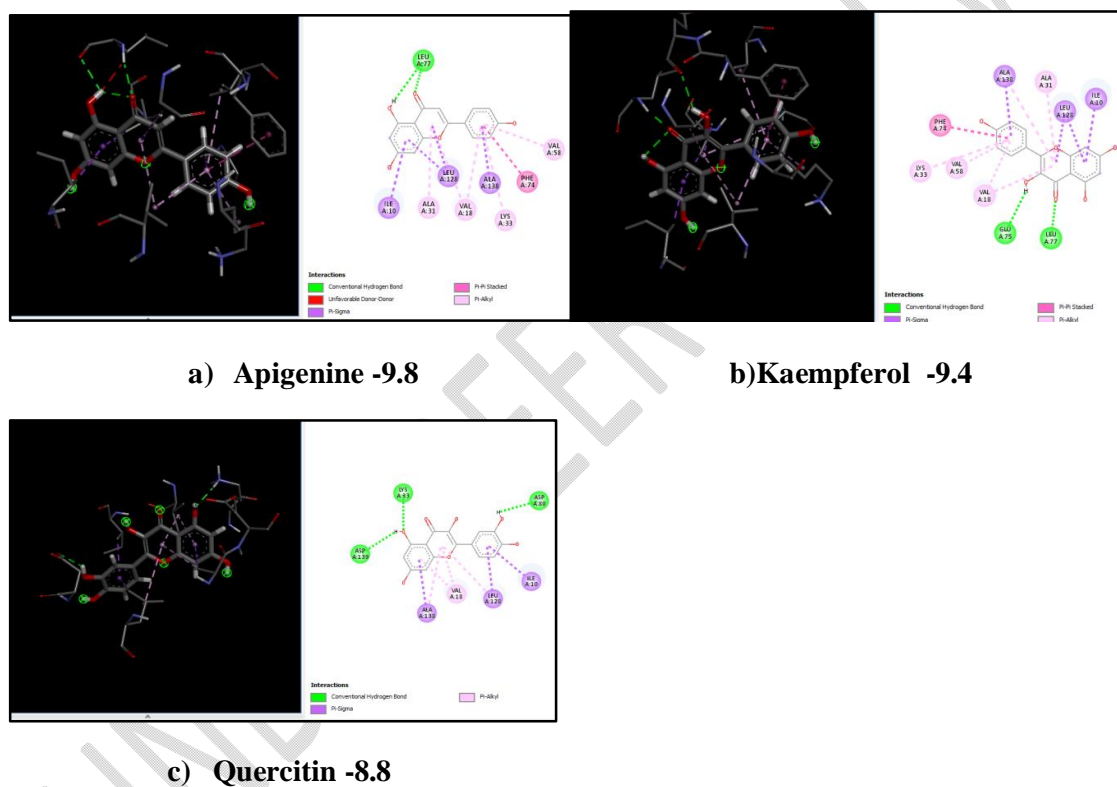 LEU
A:77
VAL
A:58
LEU
A:128
ALA
A:138
PHE
A:74
ILE
A:10
ALA
A:31
VAL
A:18
LYS
A:33
Interactions
Conventional Hydrogen Bond
Unfavorable Donor-Donor
Pi-Sigma
Pi-Pi Stacked
Pi-Alkyl
ALA
A:138
ALA
A:31
ILE
A:10
LEU
A:128
PHE
A:74
LYS
A:33
VAL
A:58
VAL
A:18
GLU
A:75
LEU
A:77
Interactions
Conventional Hydrogen Bond
Pi-Sigma
Pi-Pi Stacked
Pi-Alkyl
a) Apigenine -9.8
b)Kaempferol -9.4
LYS
A:33
ASP
ASP
A:139
ILE
A:10
VAL
A:18
LEU
A:128
ALA
A:138
Interactions
Conventional Hydrogen Bond
Pi-Sigma
Pi-Alkyl
c) Quercitin -8.8